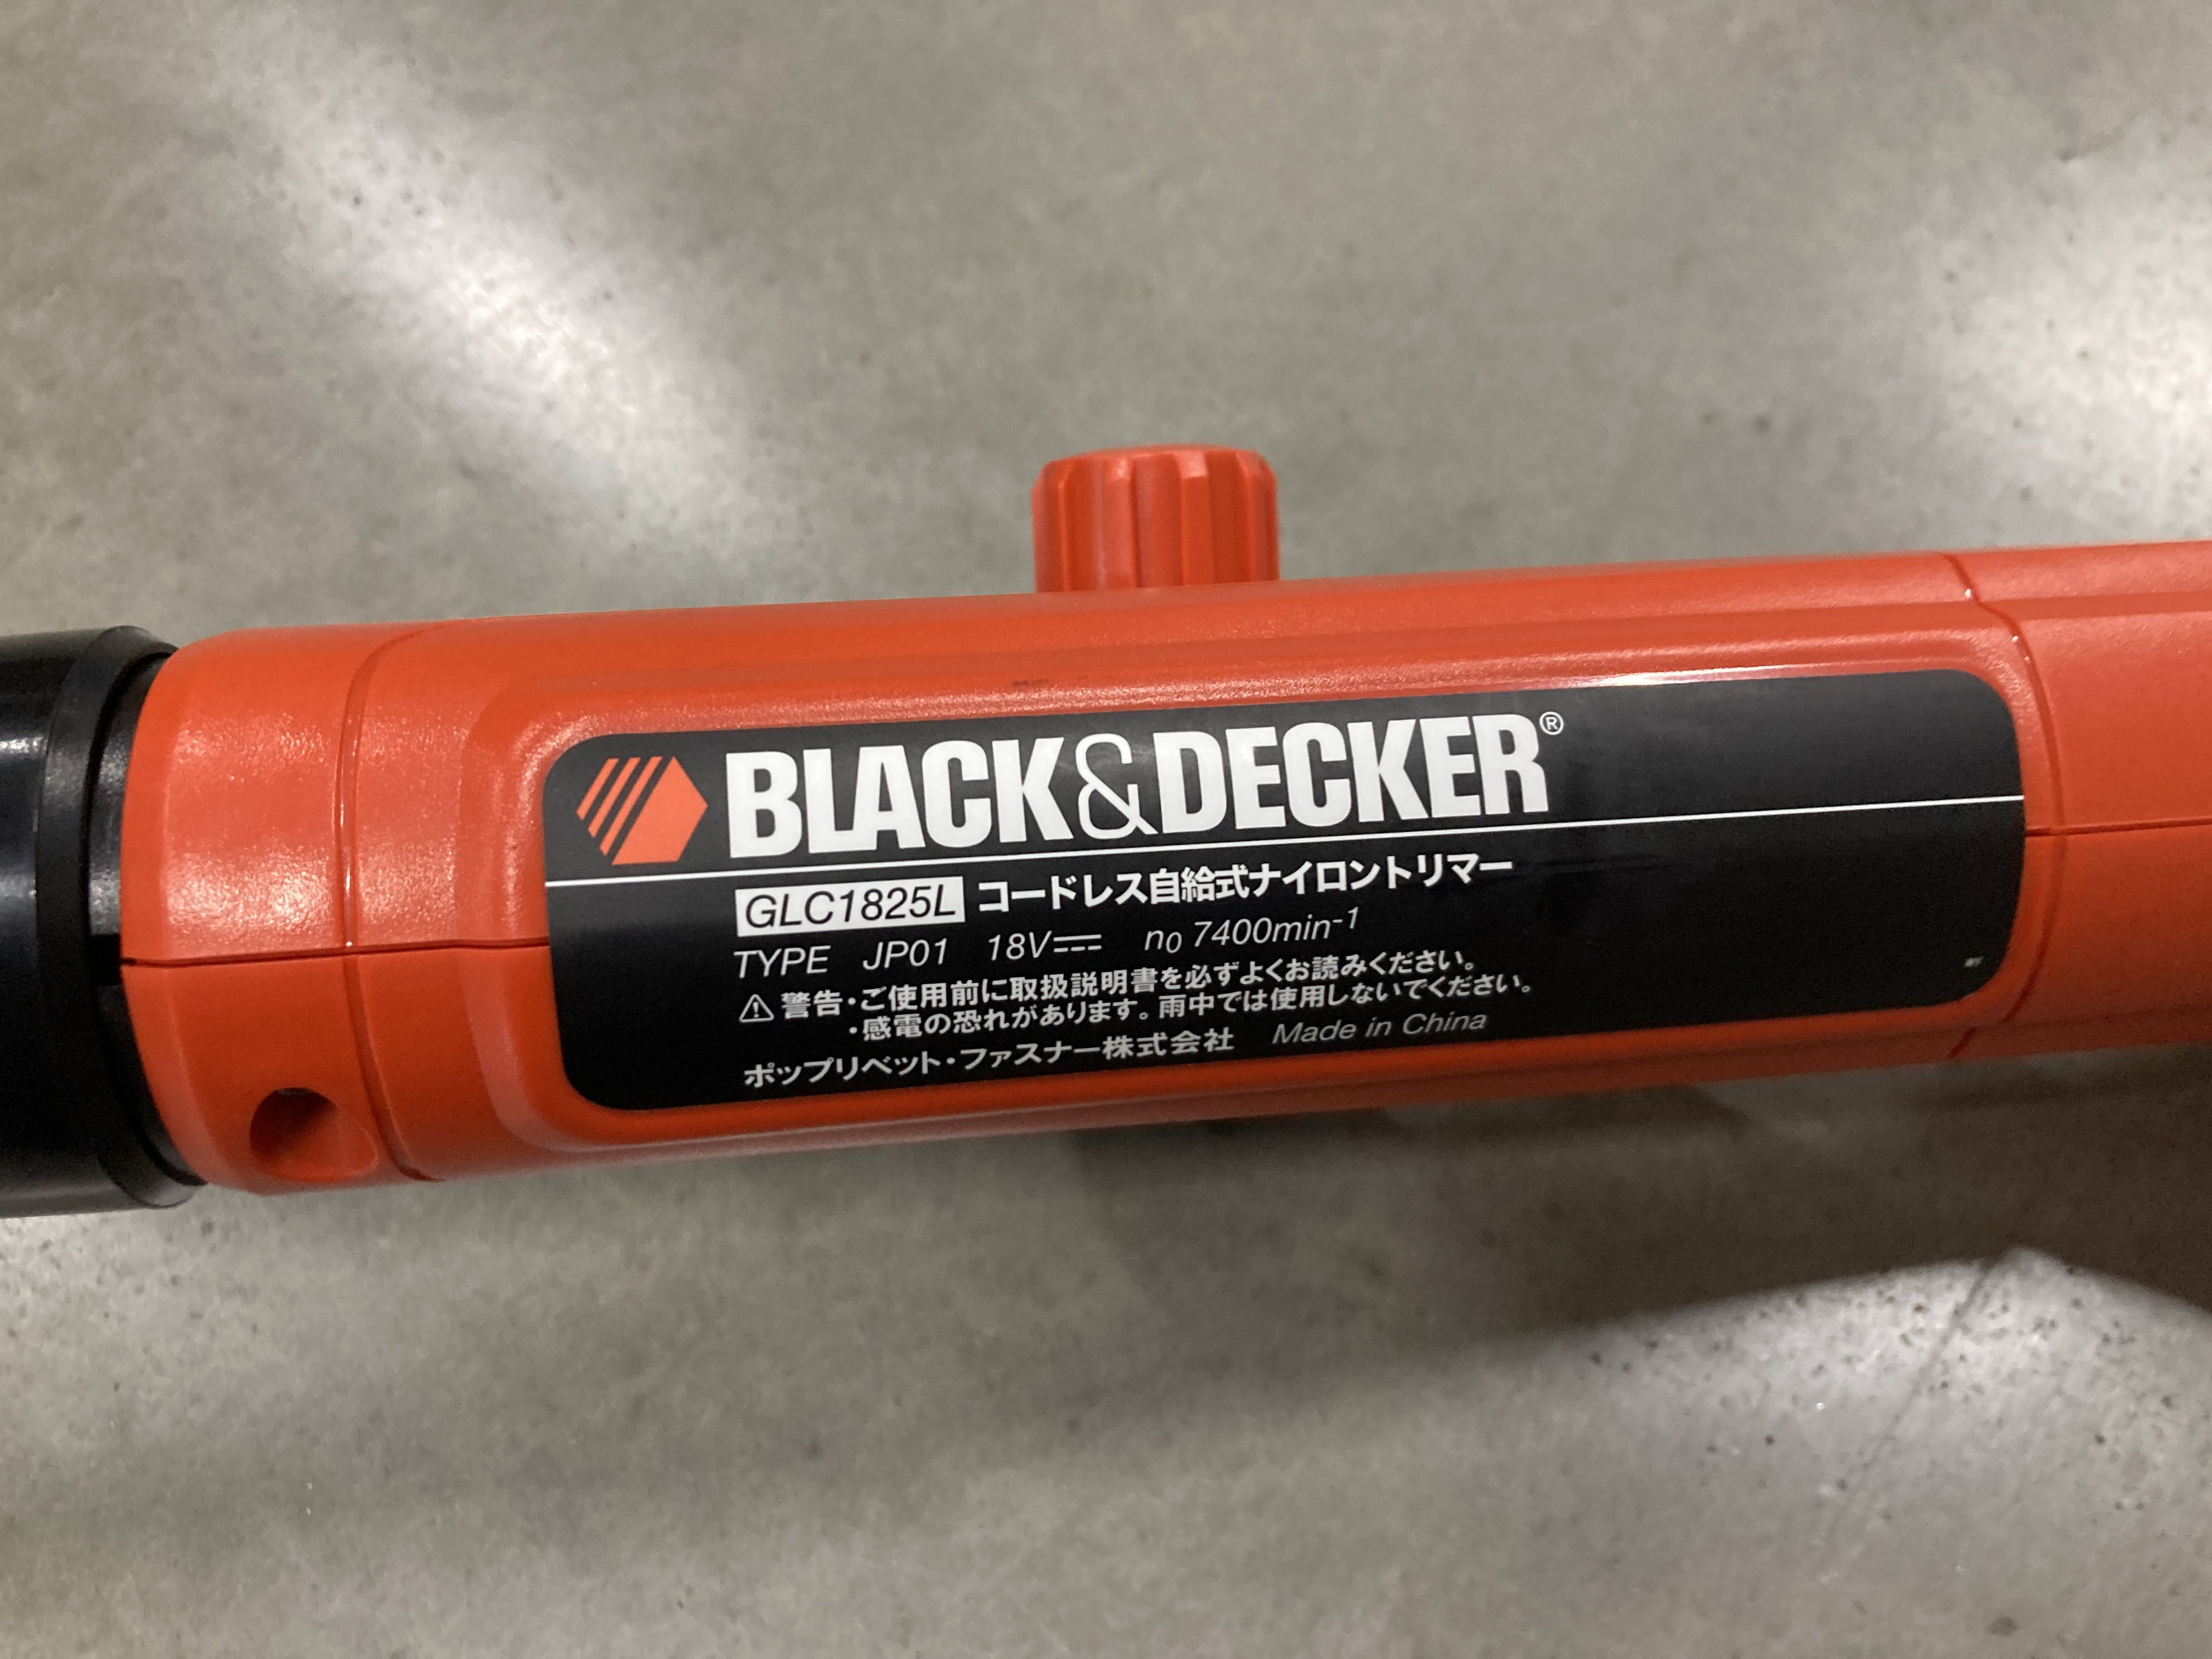 BLACK&DECKER®
GLC1825L コードレス自給式ナイロントリマー
TYPE JP01 18V⎓ n₀ 7400min⁻¹
⚠ 警告・ご使用前に取扱説明書を必ずよくお読みください。
・感電の恐れがあります。雨中では使用しないでください。
ポップリベット・ファスナー株式会社 Made in China